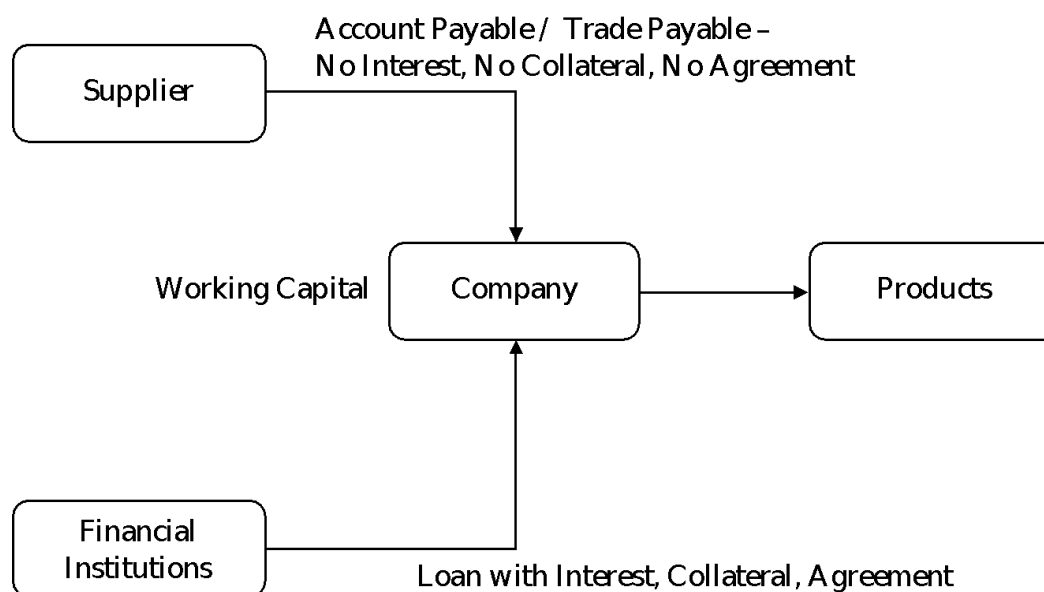 Account Payable / Trade Payable –
No Interest, No Collateral, No Agreement
Supplier
Working Capital
Company
Products
Financial
Institutions
Loan with Interest, Collateral, Agreement